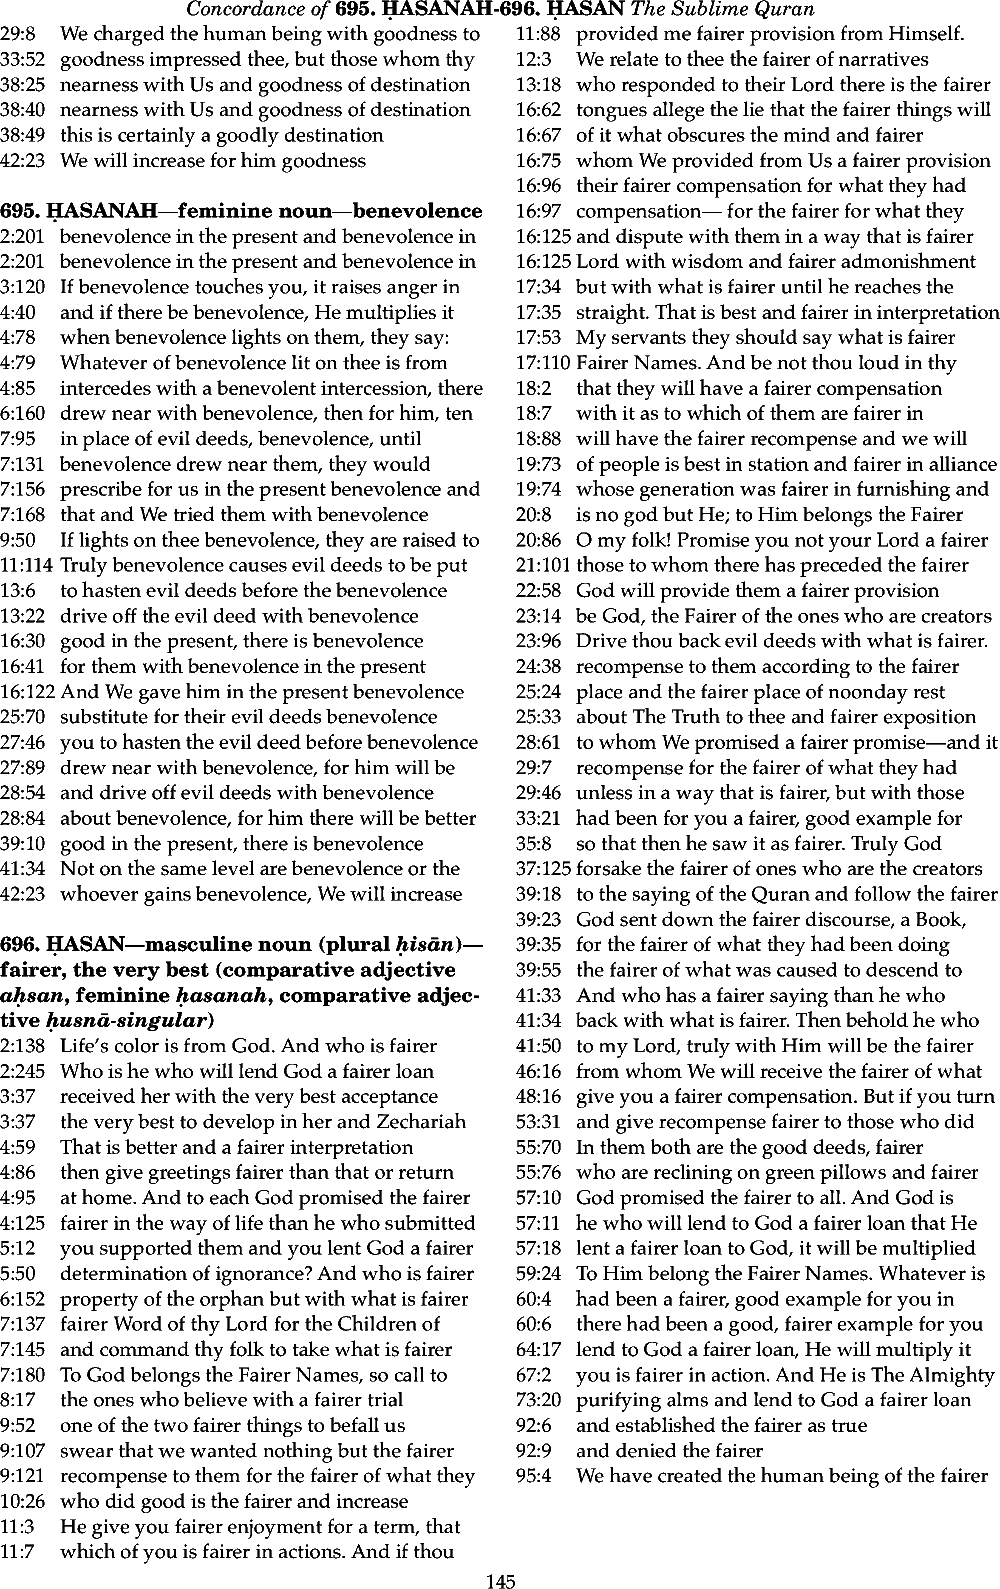 Concordance of 695. ḤASANAH-696. ḤASAN The Sublime Quran
29:8 We charged the human being with goodness to
33:52 goodness impressed thee, but those whom thy
38:25 nearness with Us and goodness of destination
38:40 nearness with Us and goodness of destination
38:49 this is certainly a goodly destination
42:23 We will increase for him goodness
695. ḤASANAH—feminine noun—benevolence
2:201 benevolence in the present and benevolence in
2:201 benevolence in the present and benevolence in
3:120 If benevolence touches you, it raises anger in
4:40 and if there be benevolence, He multiplies it
4:78 when benevolence lights on them, they say:
4:79 Whatever of benevolence lit on thee is from
4:85 intercedes with a benevolent intercession, there
6:160 drew near with benevolence, then for him, ten
7:95 in place of evil deeds, benevolence, until
7:131 benevolence drew near them, they would
7:156 prescribe for us in the present benevolence and
7:168 that and We tried them with benevolence
9:50 If lights on thee benevolence, they are raised to
11:114 Truly benevolence causes evil deeds to be put
13:6 to hasten evil deeds before the benevolence
13:22 drive off the evil deed with benevolence
16:30 good in the present, there is benevolence
16:41 for them with benevolence in the present
16:122 And We gave him in the present benevolence
25:70 substitute for their evil deeds benevolence
27:46 you to hasten the evil deed before benevolence
27:89 drew near with benevolence, for him will be
28:54 and drive off evil deeds with benevolence
28:84 about benevolence, for him there will be better
39:10 good in the present, there is benevolence
41:34 Not on the same level are benevolence or the
42:23 whoever gains benevolence, We will increase
696. ḤASAN—masculine noun (plural ḥisān)—
fairer, the very best (comparative adjective
aḥsan, feminine ḥasanah, comparative adjec-
tive ḥusnā-singular)
2:138 Life's color is from God. And who is fairer
2:245 Who is he who will lend God a fairer loan
3:37 received her with the very best acceptance
3:37 the very best to develop in her and Zechariah
4:59 That is better and a fairer interpretation
4:86 then give greetings fairer than that or return
4:95 at home. And to each God promised the fairer
4:125 fairer in the way of life than he who submitted
5:12 you supported them and you lent God a fairer
5:50 determination of ignorance? And who is fairer
6:152 property of the orphan but with what is fairer
7:137 fairer Word of thy Lord for the Children of
7:145 and command thy folk to take what is fairer
7:180 To God belongs the Fairer Names, so call to
8:17 the ones who believe with a fairer trial
9:52 one of the two fairer things to befall us
9:107 swear that we wanted nothing but the fairer
9:121 recompense to them for the fairer of what they
10:26 who did good is the fairer and increase
11:3 He give you fairer enjoyment for a term, that
11:7 which of you is fairer in actions. And if thou
11:88 provided me fairer provision from Himself.
12:3 We relate to thee the fairer of narratives
13:18 who responded to their Lord there is the fairer
16:62 tongues allege the lie that the fairer things will
16:67 of it what obscures the mind and fairer
16:75 whom We provided from Us a fairer provision
16:96 their fairer compensation for what they had
16:97 compensation— for the fairer for what they
16:125 and dispute with them in a way that is fairer
16:125 Lord with wisdom and fairer admonishment
17:34 but with what is fairer until he reaches the
17:35 straight. That is best and fairer in interpretation
17:53 My servants they should say what is fairer
17:110 Fairer Names. And be not thou loud in thy
18:2 that they will have a fairer compensation
18:7 with it as to which of them are fairer in
18:88 will have the fairer recompense and we will
19:73 of people is best in station and fairer in alliance
19:74 whose generation was fairer in furnishing and
20:8 is no god but He; to Him belongs the Fairer
20:86 O my folk! Promise you not your Lord a fairer
21:101 those to whom there has preceded the fairer
22:58 God will provide them a fairer provision
23:14 be God, the Fairer of the ones who are creators
23:96 Drive thou back evil deeds with what is fairer.
24:38 recompense to them according to the fairer
25:24 place and the fairer place of noonday rest
25:33 about The Truth to thee and fairer exposition
28:61 to whom We promised a fairer promise—and it
29:7 recompense for the fairer of what they had
29:46 unless in a way that is fairer, but with those
33:21 had been for you a fairer, good example for
35:8 so that then he saw it as fairer. Truly God
37:125 forsake the fairer of ones who are the creators
39:18 to the saying of the Quran and follow the fairer
39:23 God sent down the fairer discourse, a Book,
39:35 for the fairer of what they had been doing
39:55 the fairer of what was caused to descend to
41:33 And who has a fairer saying than he who
41:34 back with what is fairer. Then behold he who
41:50 to my Lord, truly with Him will be the fairer
46:16 from whom We will receive the fairer of what
48:16 give you a fairer compensation. But if you turn
53:31 and give recompense fairer to those who did
55:70 In them both are the good deeds, fairer
55:76 who are reclining on green pillows and fairer
57:10 God promised the fairer to all. And God is
57:11 he who will lend to God a fairer loan that He
57:18 lent a fairer loan to God, it will be multiplied
59:24 To Him belong the Fairer Names. Whatever is
60:4 had been a fairer, good example for you in
60:6 there had been a good, fairer example for you
64:17 lend to God a fairer loan, He will multiply it
67:2 you is fairer in action. And He is The Almighty
73:20 purifying alms and lend to God a fairer loan
92:6 and established the fairer as true
92:9 and denied the fairer
95:4 We have created the human being of the fairer
145